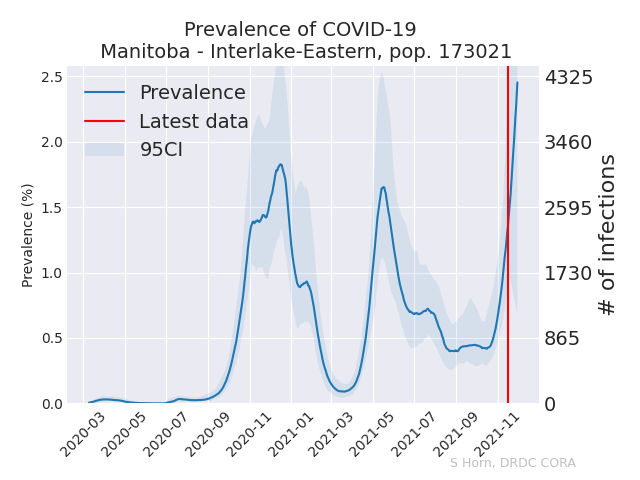 Prevalence of COVID-19
Manitoba - Interlake-Eastern, pop. 173021
Prevalence
Latest data
95CI
Prevalence (%)
2.5
2.0
1.5
1.0
0.5
0.0
4325
3460
2595
1730
865
0
# of infections
2020-03
2020-05
2020-07
2020-09
2020-11
2021-01
2021-03
2021-05
2021-07
2021-09
2021-11
S Horn, DRDC CORA